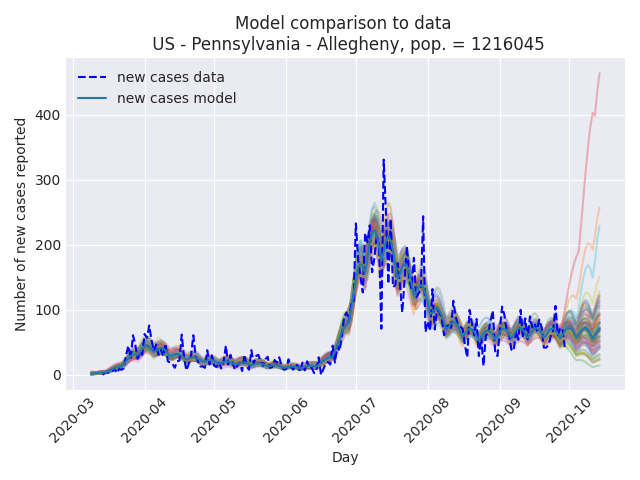 Model comparison to data
US - Pennsylvania - Allegheny, pop. = 1216045
new cases data
new cases model
Number of new cases reported
400
300
200
100
0
2020-03
2020-04
2020-05
2020-06
2020-07
2020-08
2020-09
2020-10
Day